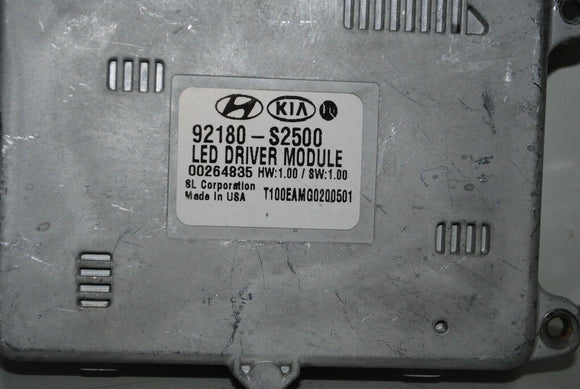 KIA
92180-S2500
LED DRIVER MODULE
00264835 HW:1.00 / SW:1.00
SL Corporation
Made In USA T100EAMG0200501